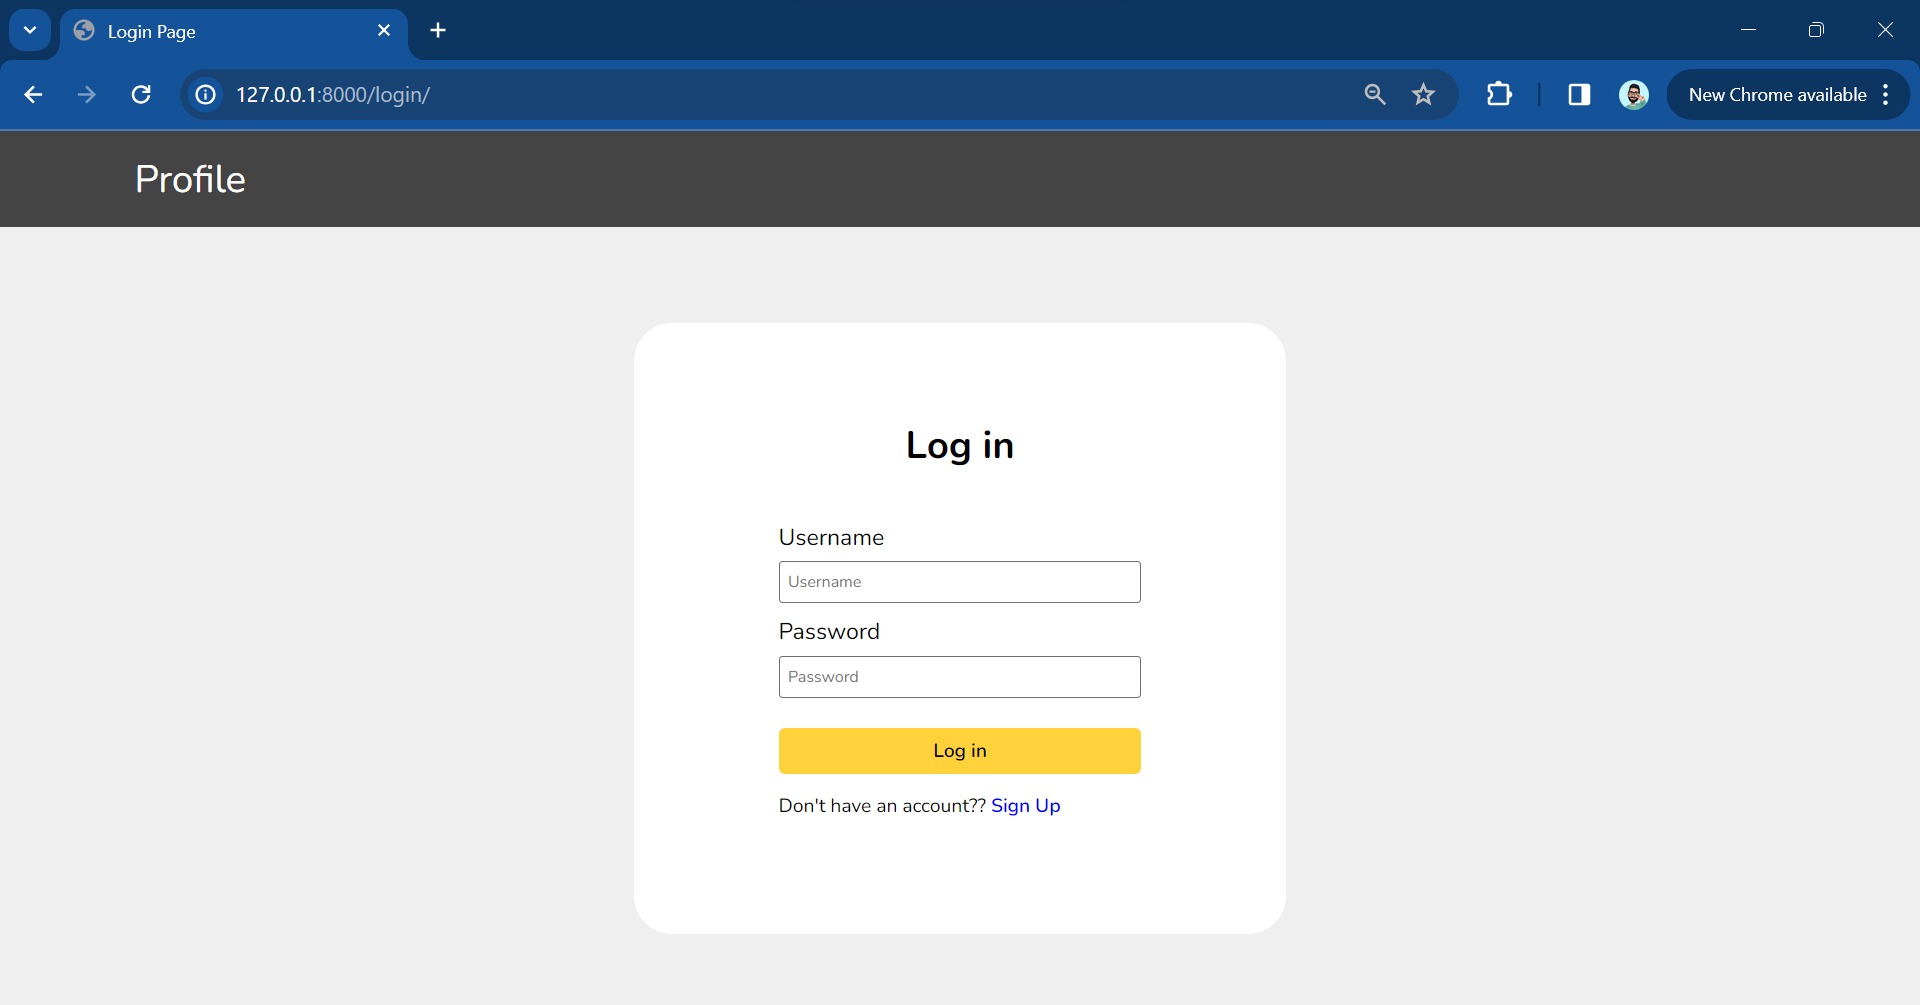 Login Page
127.0.0.1:8000/login/
New Chrome available
Profile
Log in
Username
Username
Password
Password
Log in
Don't have an account?? Sign Up